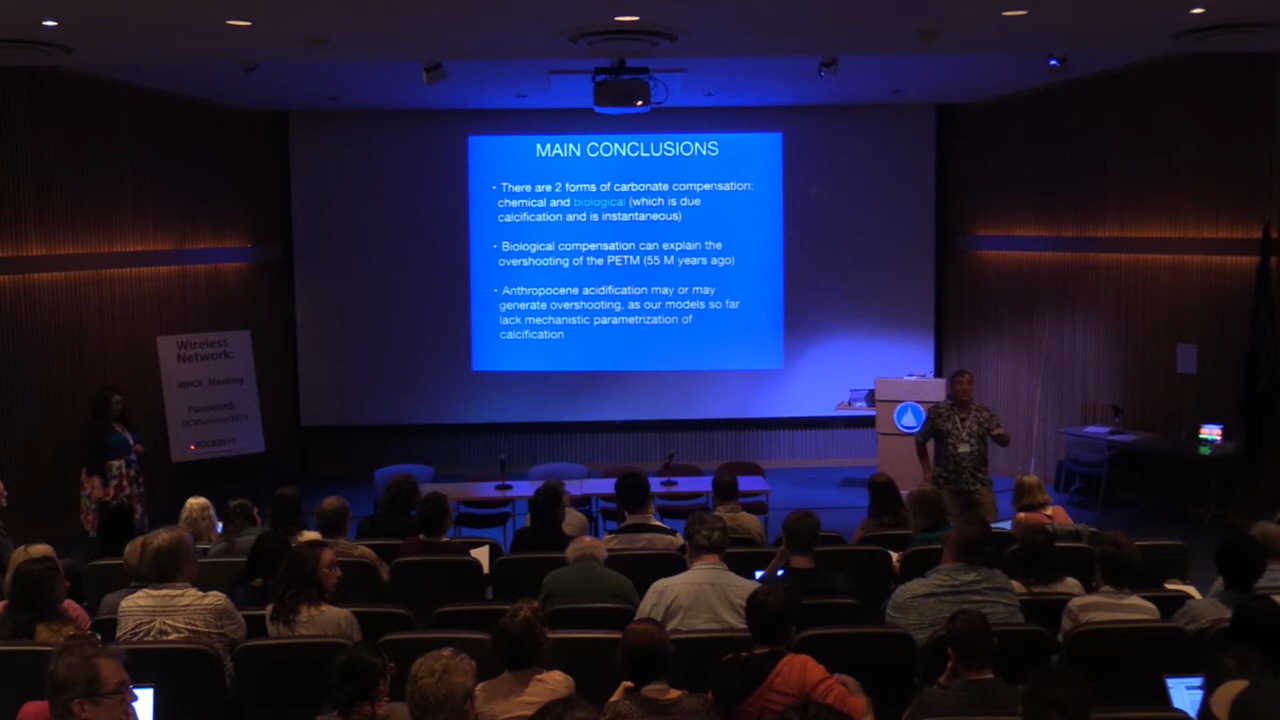 MAIN CONCLUSIONS
• There are 2 forms of carbonate compensation:
chemical and biological (which is due
calcification and is instantaneous)
• Biological compensation can explain the
overshooting of the PETM (55 M years ago)
• Anthropocene acidification may or may
generate overshooting, as our models so far
lack mechanistic parametrization of
calcification
Wireless
Network:
WHOI_Meeting
Password: